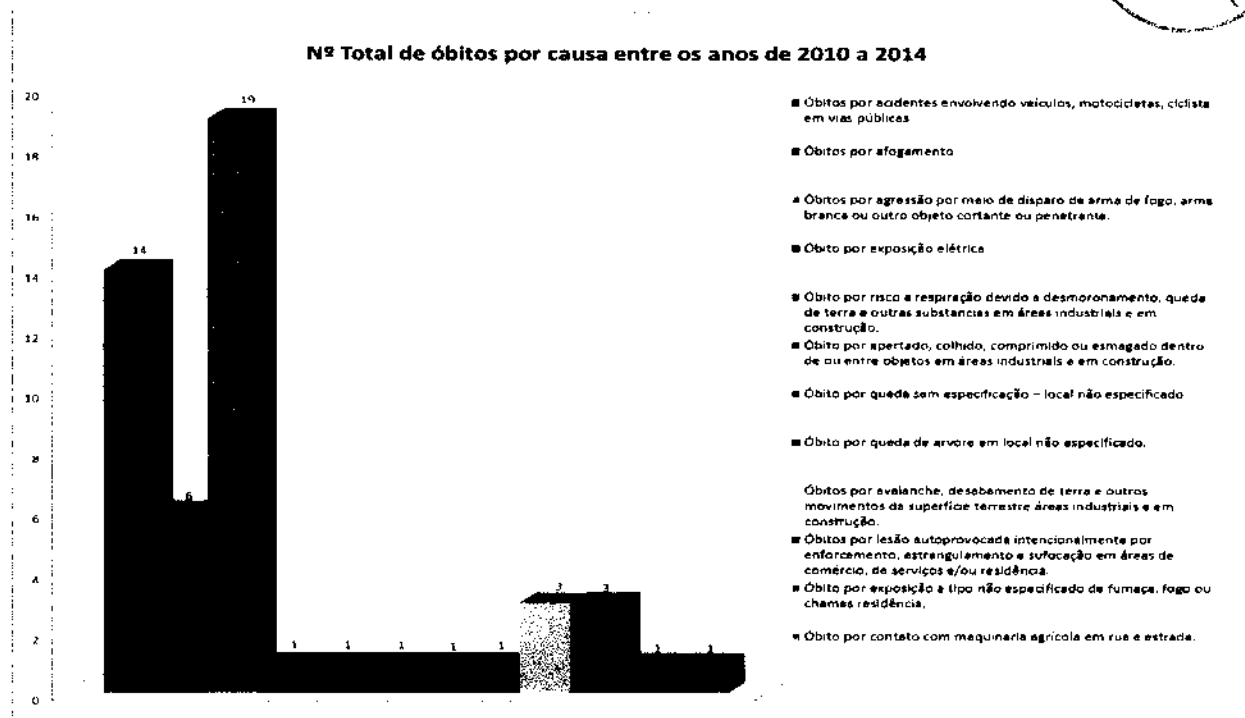 Nº Total de óbitos por causa entre os anos de 2010 a 2014
20
18
16
14
12
10
8
6
4
2
0
14
6
19
1
1
1
1
1
3
3
1
1
Óbitos por acidentes envolvendo veículos, motocicletas, ciclista
em vias públicas
Óbitos por afogamento
Óbitos por agressão por meio de disparo de arma de fogo, arma
branca ou outro objeto cortante ou penetrante.
Óbito por exposição elétrica
Óbito por risco a respiração devido a desmoronamento, queda
de terra e outras substancias em áreas industriais e em
construção.
Óbito por apertado, colhido, comprimido ou esmagado dentro
de ou entre objetos em áreas industriais e em construção.
Óbito por queda sem especificação – local não especificado
Óbito por queda de arvore em local não especificado.
Óbitos por avalanche, desabamento de terra e outros
movimentos da superfície terrestre áreas industriais e em
construção.
Óbitos por lesão autoprovocada intencionalmente por
enforcamento, estrangulamento e sufocação em áreas de
comércio, de serviços e/ou residência.
Óbito por exposição a tipo não especificado de fumaça, fogo ou
chamas residência,
Óbito por contato com maquinaria agrícola em rua e estrada.